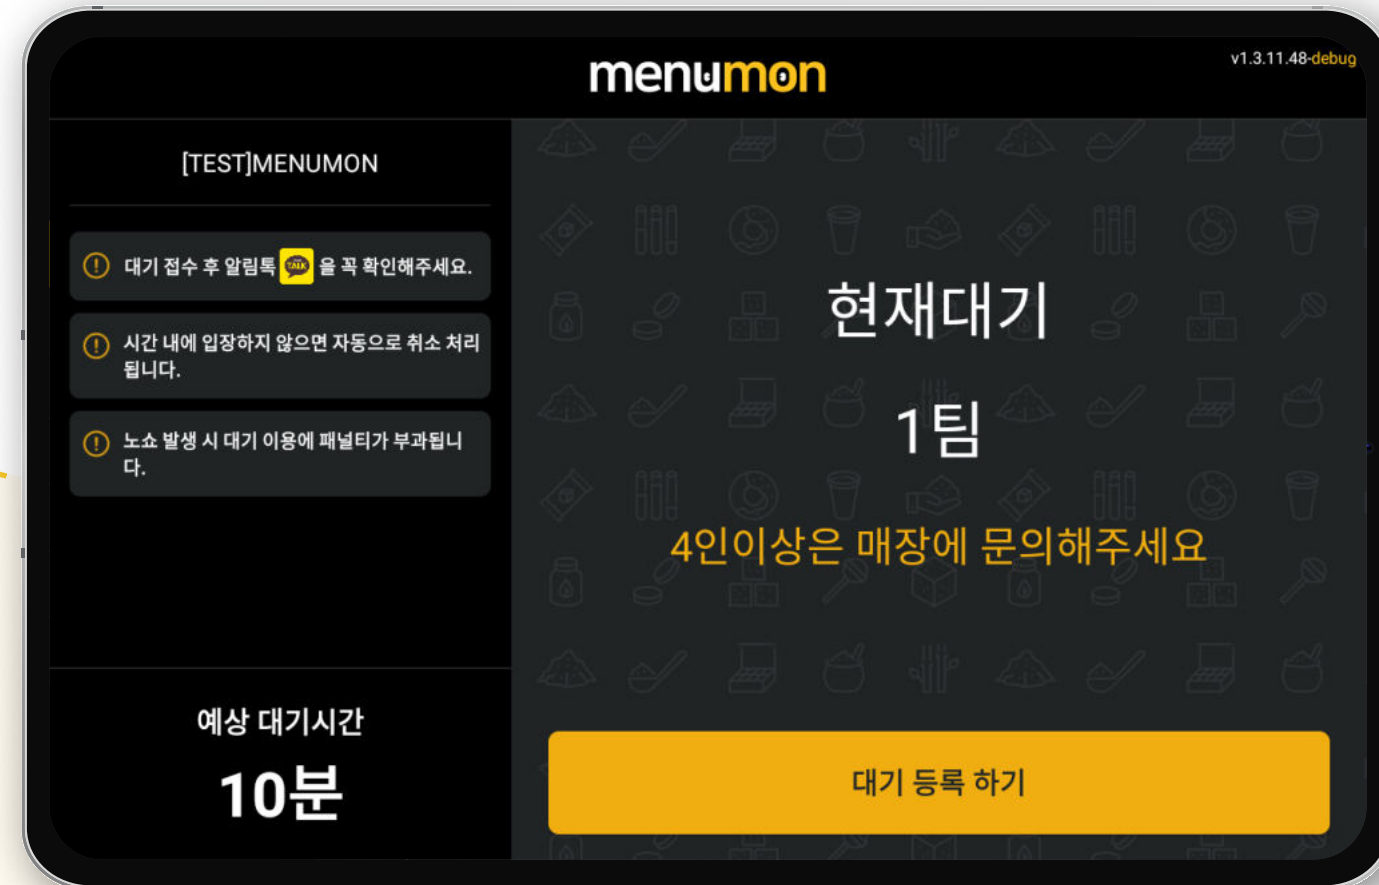 menumon
v1.3.11.48-debug
[TEST]MENUMON
대기 접수 후 알림톡 TALK 을 꼭 확인해주세요.
시간 내에 입장하지 않으면 자동으로 취소 처리
됩니다.
노쇼 발생 시 대기 이용에 패널티가 부과됩니
다.
예상 대기시간
10분
현재대기
1팀
4인이상은 매장에 문의해주세요
대기 등록 하기